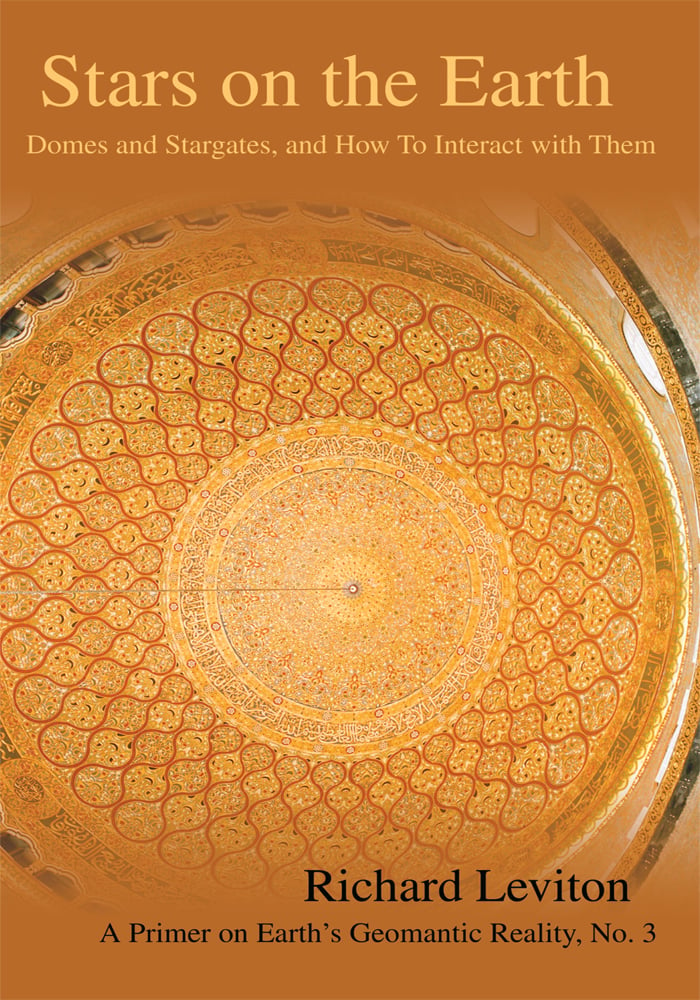 Stars on the Earth
Domes and Stargates, and How To Interact with Them
Richard Leviton
A Primer on Earth's Geomantic Reality, No. 3